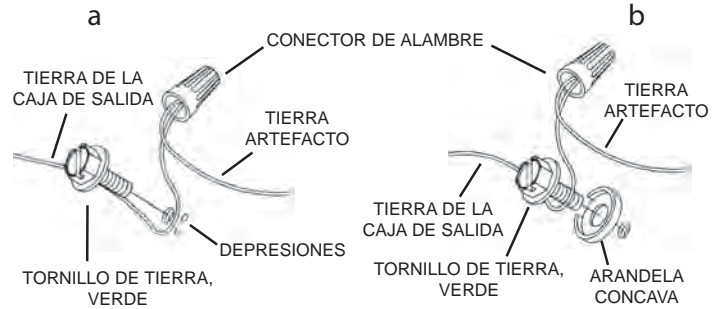 a
b
CONECTOR DE ALAMBRE
TIERRA DE LA
CAJA DE SALIDA
TIERRA
ARTEFACTO
DEPRESIONES
TORNILLO DE TIERRA,
VERDE
TIERRA
ARTEFACTO
TIERRA DE LA
CAJA DE SALIDA
TORNILLO DE TIERRA,
VERDE
ARANDELA
CONCAVA